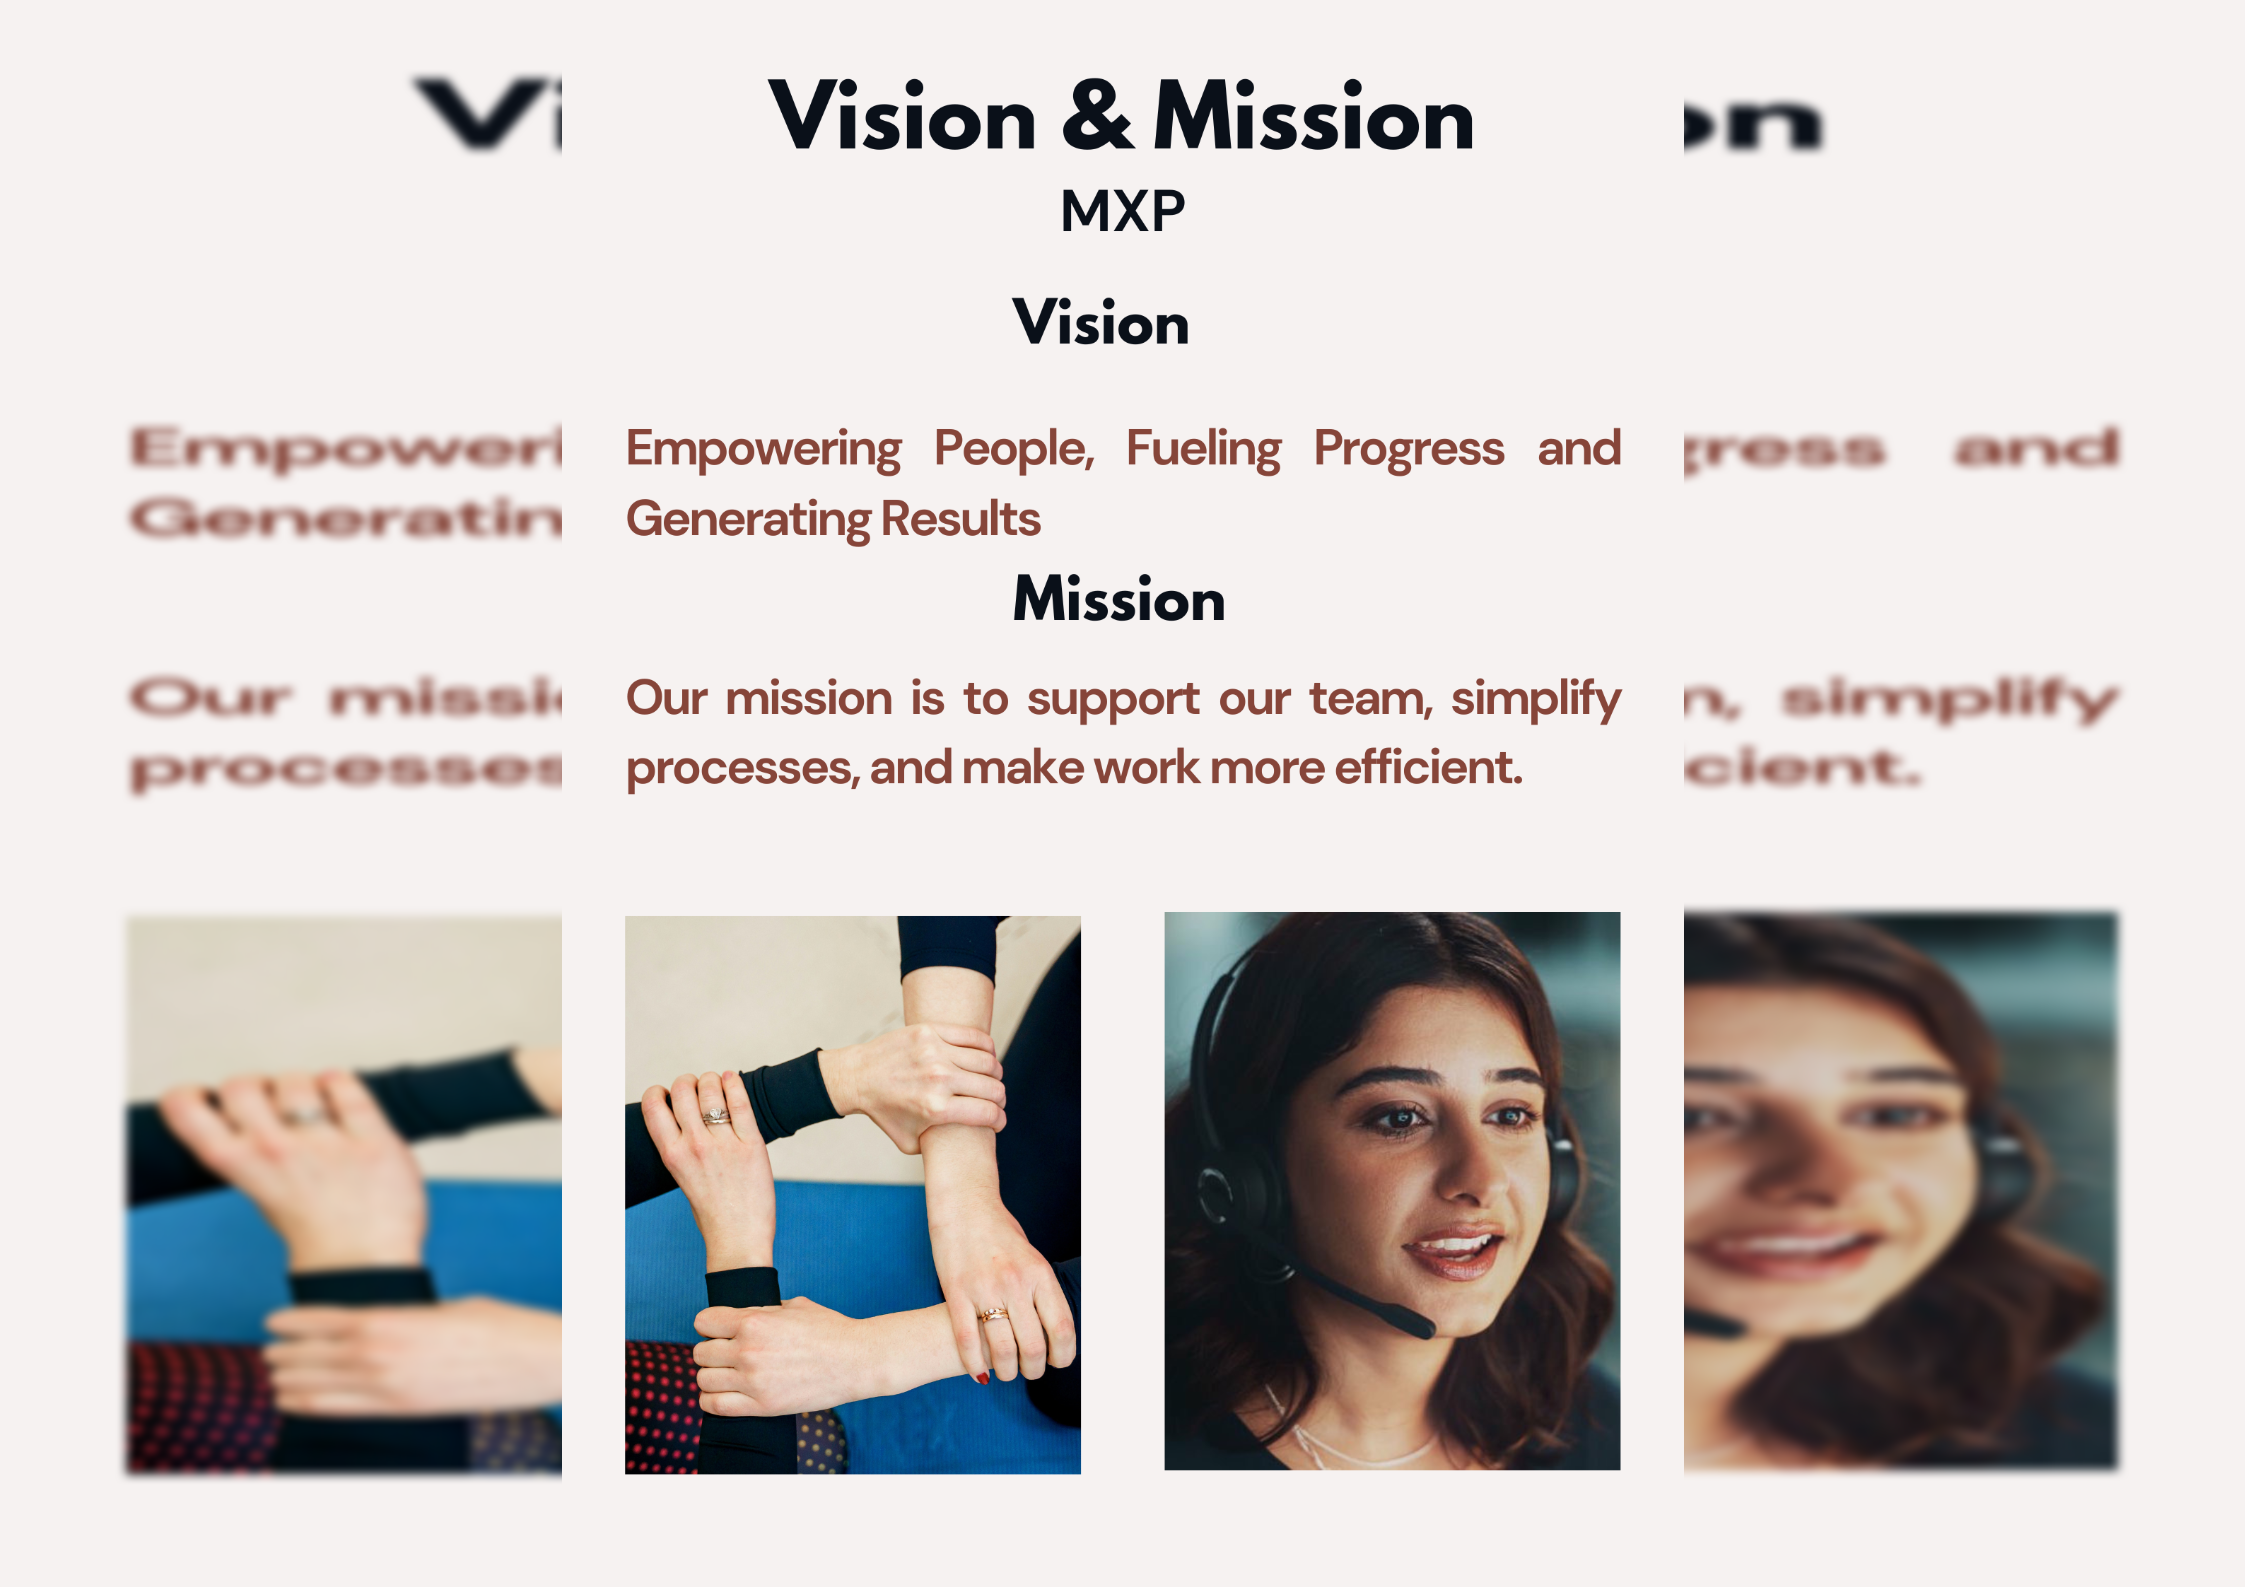 Vision & Mission
MXP
Vision
Empowering People, Fueling Progress and
Generating Results
Mission
Our mission is to support our team, simplify
processes, and make work more efficient.